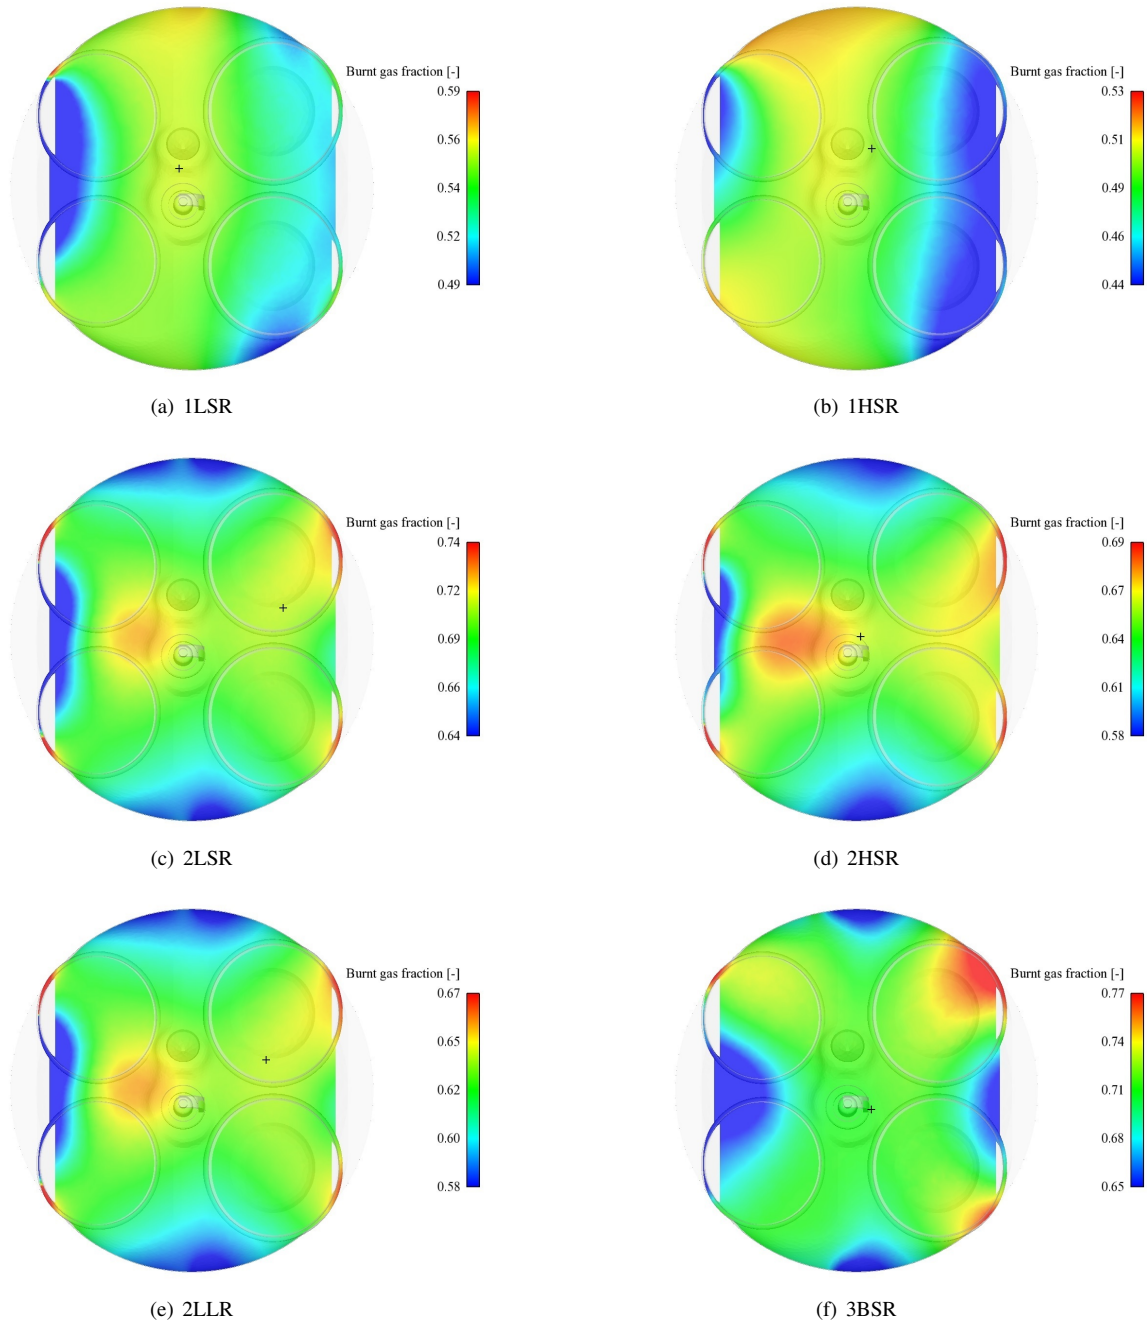 Burnt gas fraction [-]
0.59
0.56
0.54
0.52
0.49
(a) 1LSR
Burnt gas fraction [-]
0.53
0.51
0.49
0.46
0.44
(b) 1HSR
Burnt gas fraction [-]
0.74
0.72
0.69
0.66
0.64
(c) 2LSR
Burnt gas fraction [-]
0.69
0.67
0.64
0.61
0.58
(d) 2HSR
Burnt gas fraction [-]
0.67
0.65
0.62
0.60
0.58
(e) 2LLR
Burnt gas fraction [-]
0.77
0.74
0.71
0.68
0.65
(f) 3BSR